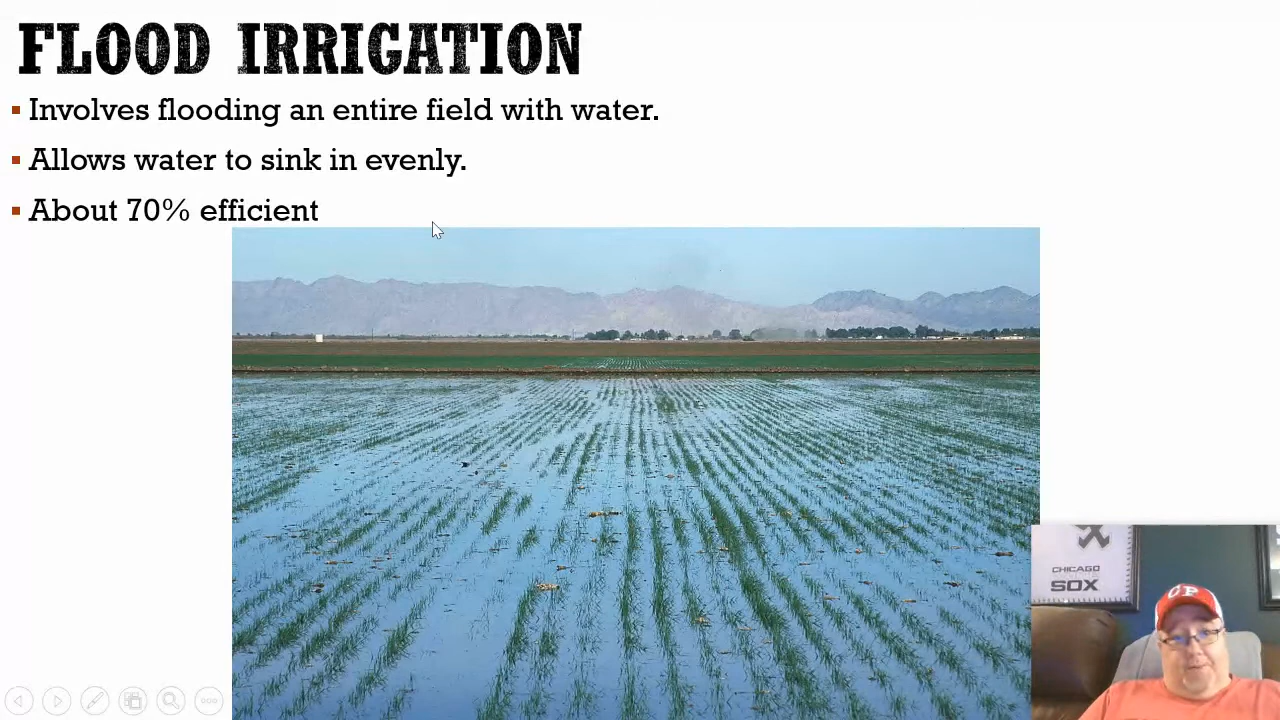 FLOOD IRRIGATION
Involves flooding an entire field with water.
Allows water to sink in evenly.
About 70% efficient
CHICAGO
SOX
CP